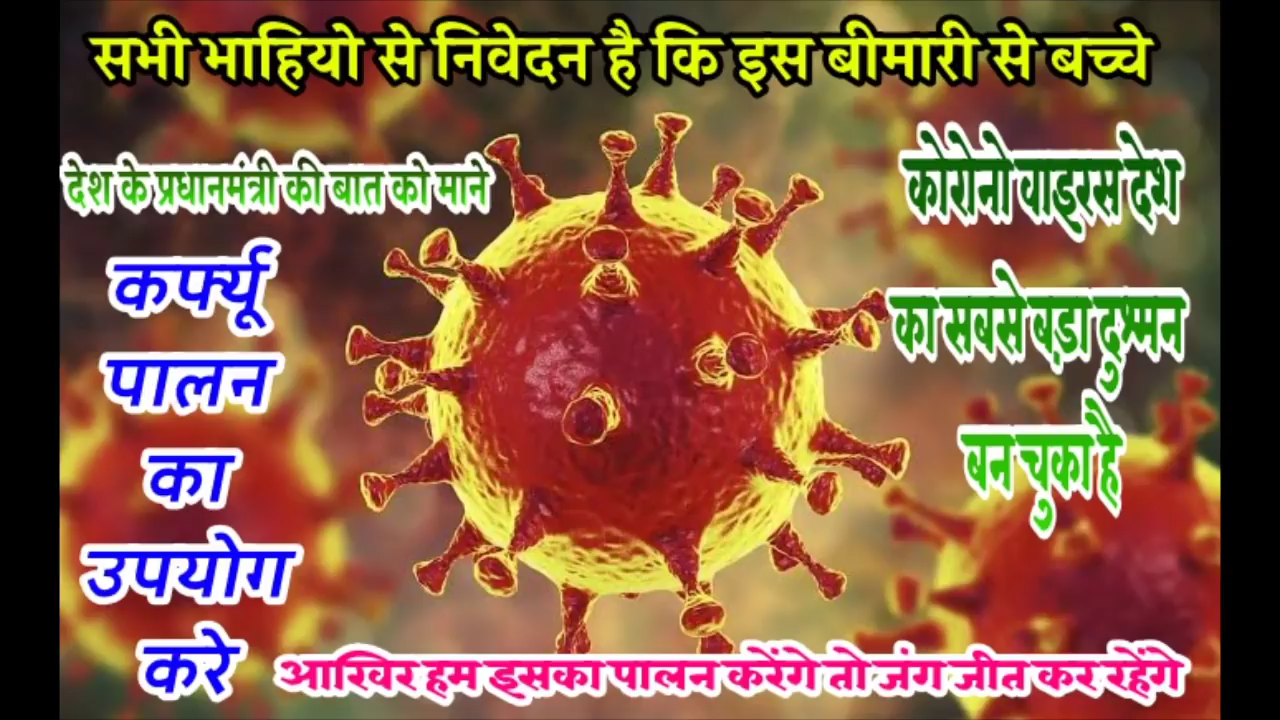 सभी भाहियो से निवेदन है कि इस बीमारी से बच्चे
देश के प्रधानमंत्री की बात को माने
कर्फ्यू
पालन
का
उपयोग
करे
कोरोनो वाइरस देश
का सबसे बड़ा दुश्मन
बन चुका है
आखिर हम इसका पालन करेंगे तो जंग जीत कर रहेंगे